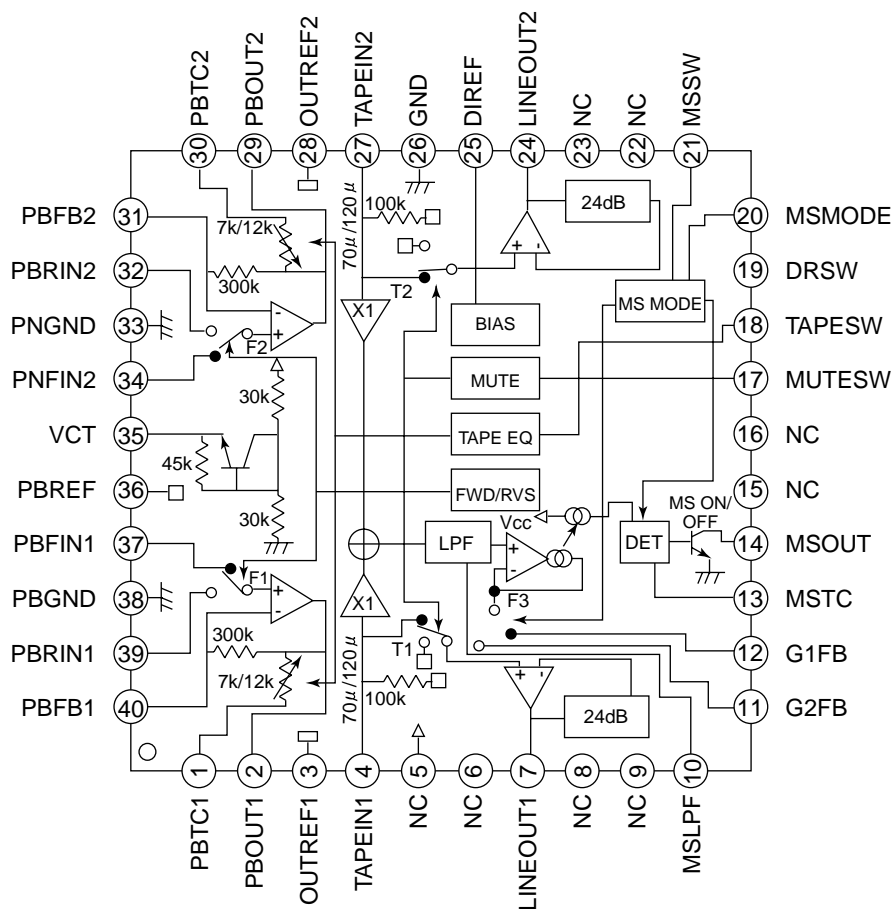 PBTC2
PBOUT2
OUTREF2
TAPEIN2
GND
DIREF
LINEOUT2
NC
NC
MSSW
30
29
28
27
26
25
24
23
22
21
PBFB2
31
PBRIN2
32
PNGND
33
PNFIN2
34
VCT
35
PBREF
36
PBFIN1
37
PBGND
38
PBRIN1
39
PBFB1
40
7k/12k
300k
+
-
F2
30k
45k
30k
F1
+
-
300k
7k/12k
70μ/120μ
100k
T2
X1
X1
70μ/120μ
100k
T1
24dB
+
-
BIAS
MS MODE
MUTE
TAPE EQ
FWD/RVS
Vcc
LPF
+
-
F3
DET
MS ON/
OFF
+
-
24dB
20
MSMODE
19
DRSW
18
TAPESW
17
MUTESW
16
NC
15
NC
14
MSOUT
13
MSTC
12
G1FB
11
G2FB
1
2
3
4
5
6
7
8
9
10
PBTC1
PBOUT1
OUTREF1
TAPEIN1
NC
NC
LINEOUT1
NC
NC
MSLPF